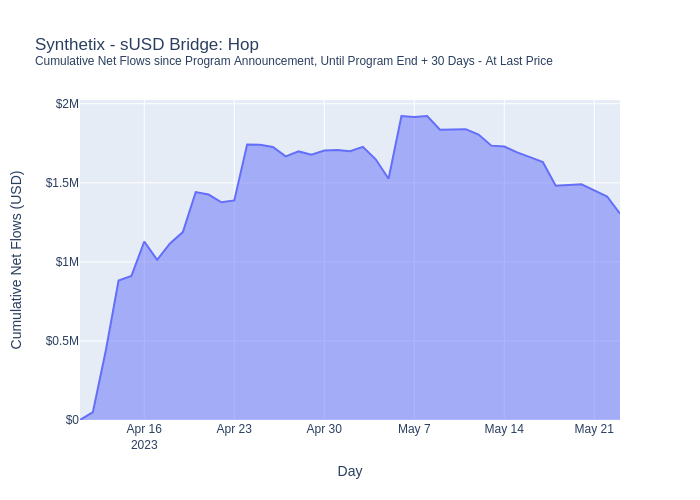 Synthetix - sUSD Bridge: Hop
Cumulative Net Flows since Program Announcement, Until Program End + 30 Days - At Last Price
Cumulative Net Flows (USD)
$2M
$1.5M
$1M
$0.5M
$0
Apr 16
2023
Apr 23
Apr 30
May 7
May 14
May 21
Day